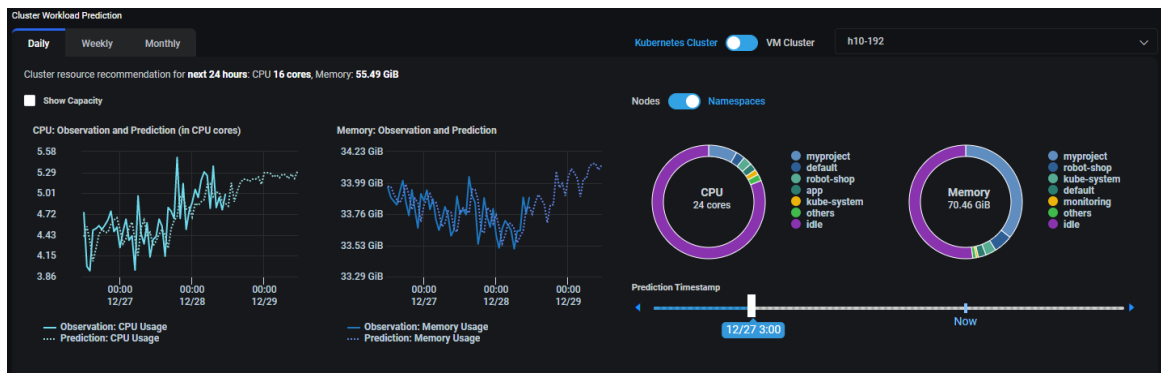 Cluster Workload Prediction
Daily Weekly Monthly
Kubernetes Cluster VM Cluster h10-192
Cluster resource recommendation for next 24 hours: CPU 16 cores, Memory: 55.49 GiB
Show Capacity
Nodes Namespaces
CPU: Observation and Prediction (in CPU cores)
5.58
5.29
5.01
4.72
4.43
4.15
3.86
00:00 00:00 00:00
12/27 12/28 12/29
Observation: CPU Usage
Prediction: CPU Usage
Memory: Observation and Prediction
34.23 GiB
33.99 GiB
33.76 GiB
33.53 GiB
33.29 GiB
00:00 00:00 00:00
12/27 12/28 12/29
Observation: Memory Usage
Prediction: Memory Usage
CPU
24 cores
myproject
default
robot-shop
app
kube-system
others
idle
Memory
70.46 GiB
myproject
robot-shop
kube-system
default
monitoring
others
idle
Prediction Timestamp
12/27 3:00
Now